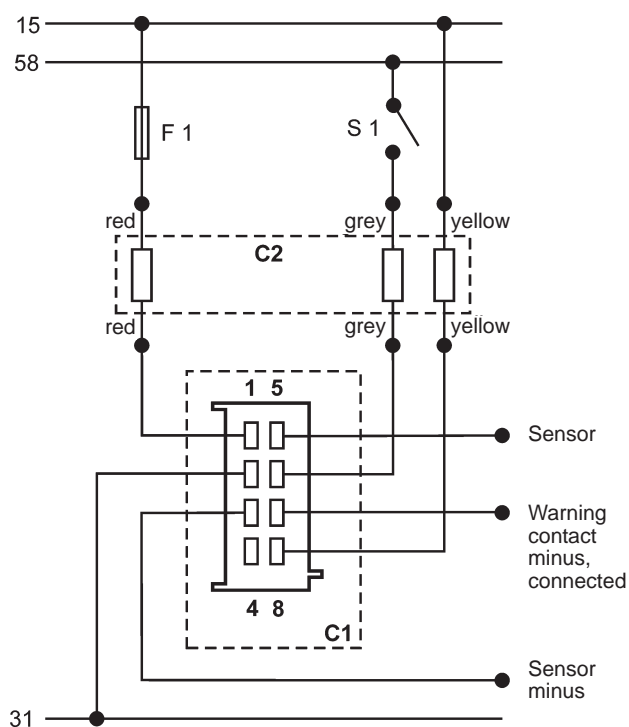 15
58
F 1
S 1
red
grey
yellow
C2
red
grey
yellow
1 5
Sensor
Warning
contact
minus,
connected
4 8
C1
Sensor
minus
31